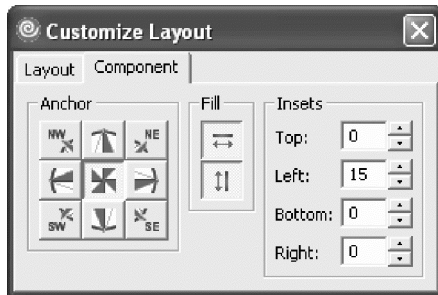 Customize Layout
Layout Component
Anchor Fill Insets
NW NE
SW SE
Top: 0
Left: 15
Bottom: 0
Right: 0